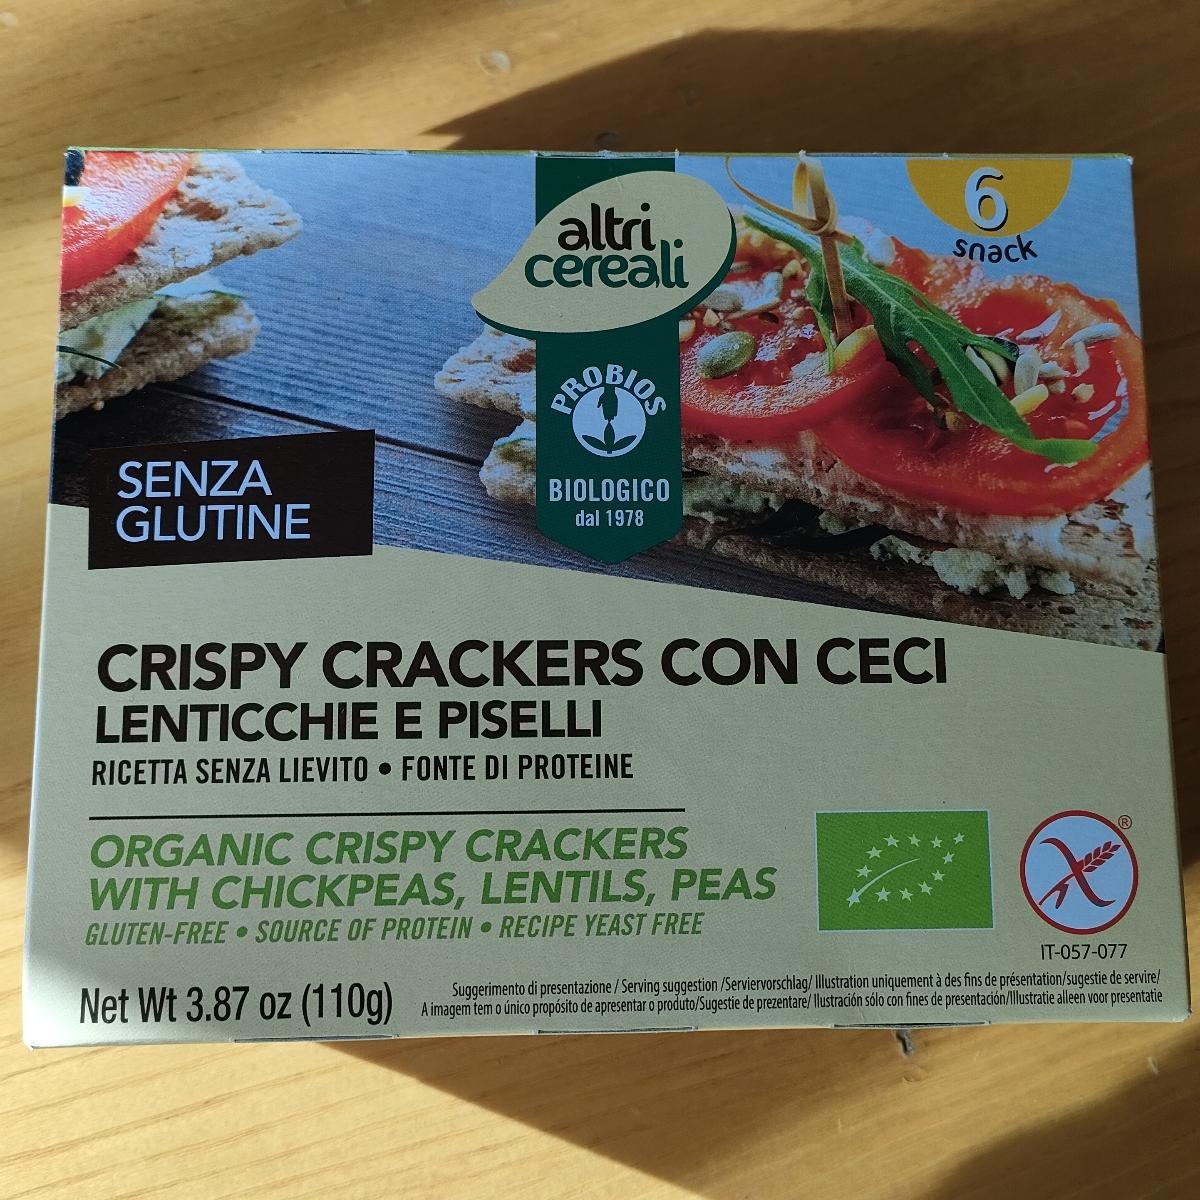 altri
cereali
6
snack
PROBIOS
BIOLOGICO
dal 1978
SENZA
GLUTINE
CRISPY CRACKERS CON CECI
LENTICCHIE E PISELLI
RICETTA SENZA LIEVITO • FONTE DI PROTEINE
ORGANIC CRISPY CRACKERS
WITH CHICKPEAS, LENTILS, PEAS
GLUTEN-FREE • SOURCE OF PROTEIN • RECIPE YEAST FREE
®
IT-057-077
Net Wt 3.87 oz (110g)
Suggerimento di presentazione / Serving suggestion /Serviervorschlag/ Illustration uniquement à des fins de présentation/sugestie de servire/
A imagem tem o único propósito de apresentar o produto/Sugestie de prezentare/ Ilustración sólo con fines de presentación/Illustratie alleen voor presentatie